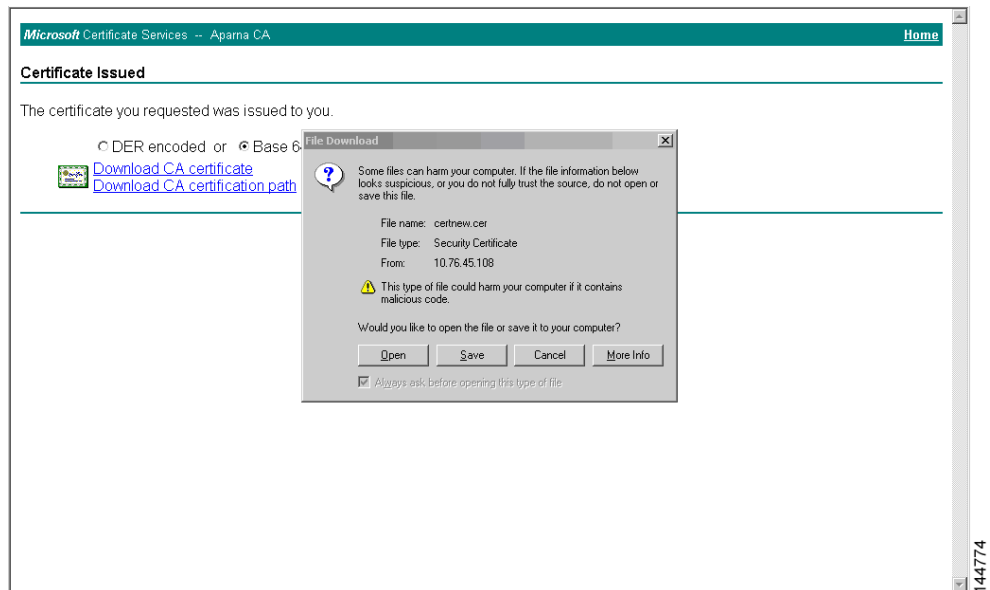 Microsoft Certificate Services -- Aparna CA Home
Certificate Issued
The certificate you requested was issued to you.
DER encoded or Base 6
Download CA certificate
Download CA certification path
File Download
Some files can harm your computer. If the file information below
looks suspicious, or you do not fully trust the source, do not open or
save this file.
File name: certnew.cer
File type: Security Certificate
From: 10.76.45.108
This type of file could harm your computer if it contains
malicious code.
Would you like to open the file or save it to your computer?
Open Save Cancel More Info
Always ask before opening this type of file
144774